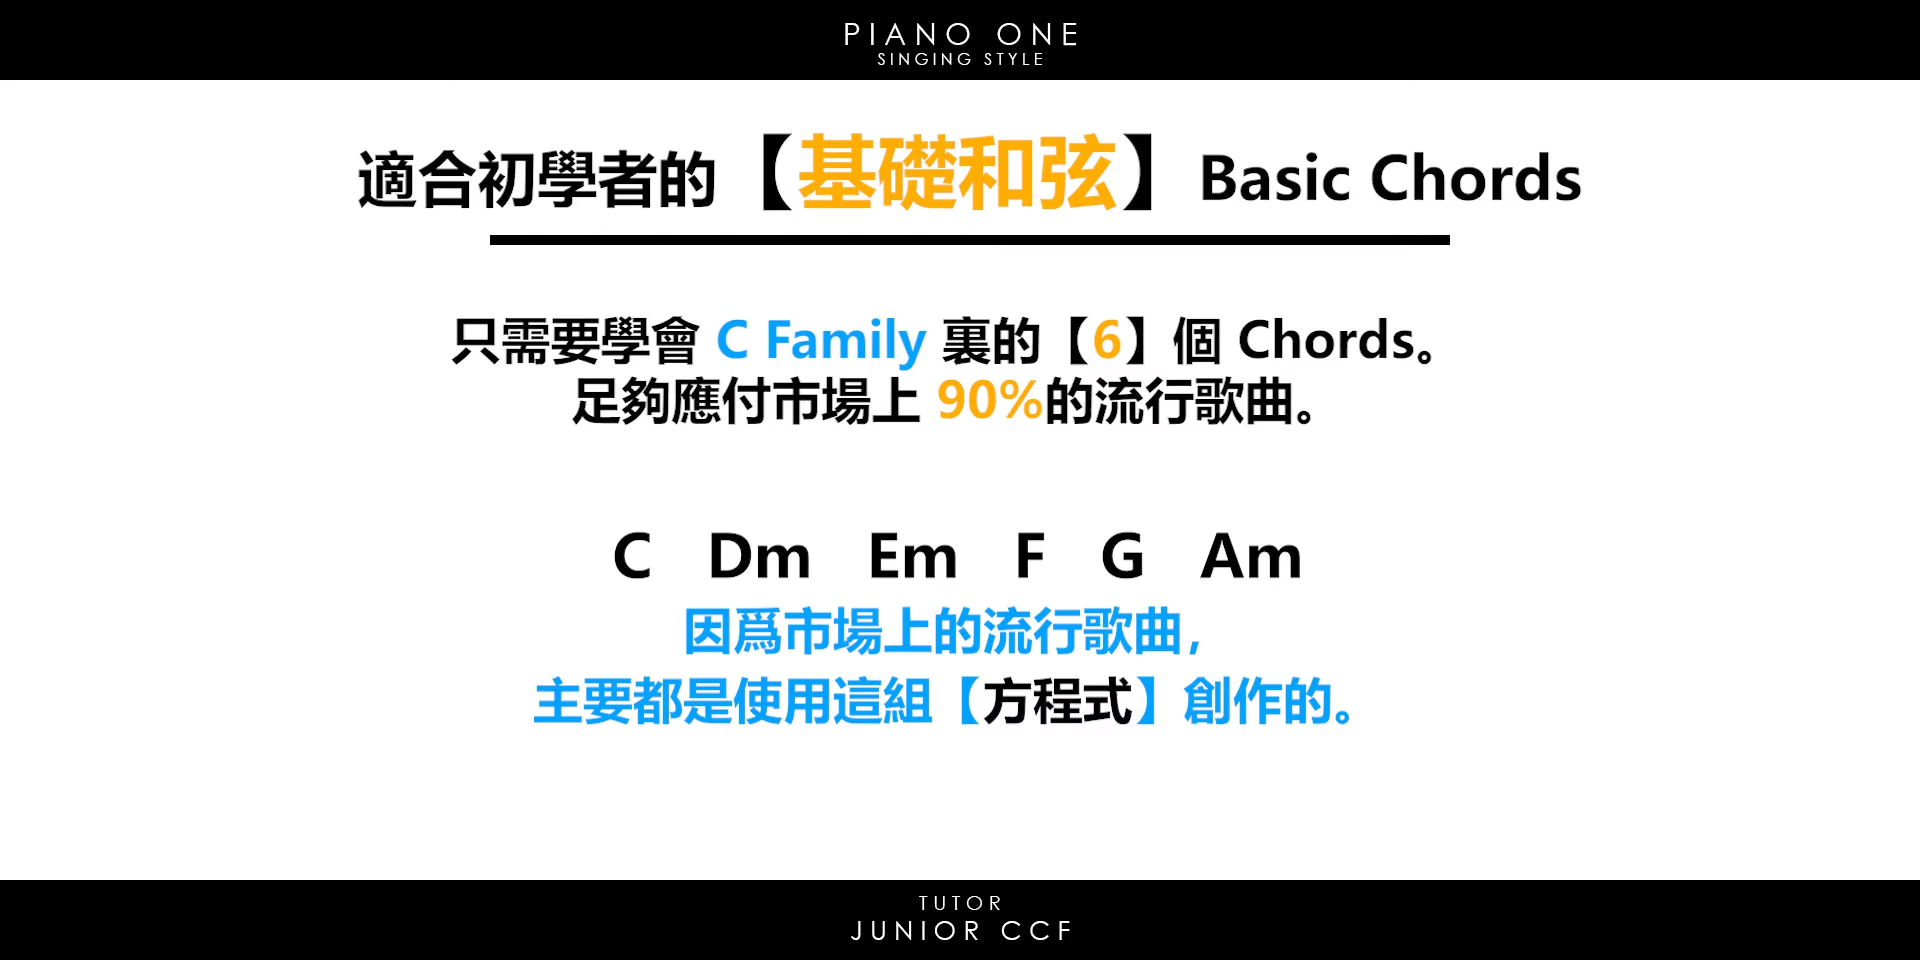 PIANO ONE
SINGING STYLE
適合初學者的【基礎和弦】Basic Chords
只需要學會 C Family 裏的【6】個 Chords。
足夠應付市場上 90%的流行歌曲。
C Dm Em F G Am
因爲市場上的流行歌曲，
主要都是使用這組【方程式】創作的。
TUTOR
JUNIOR CCF